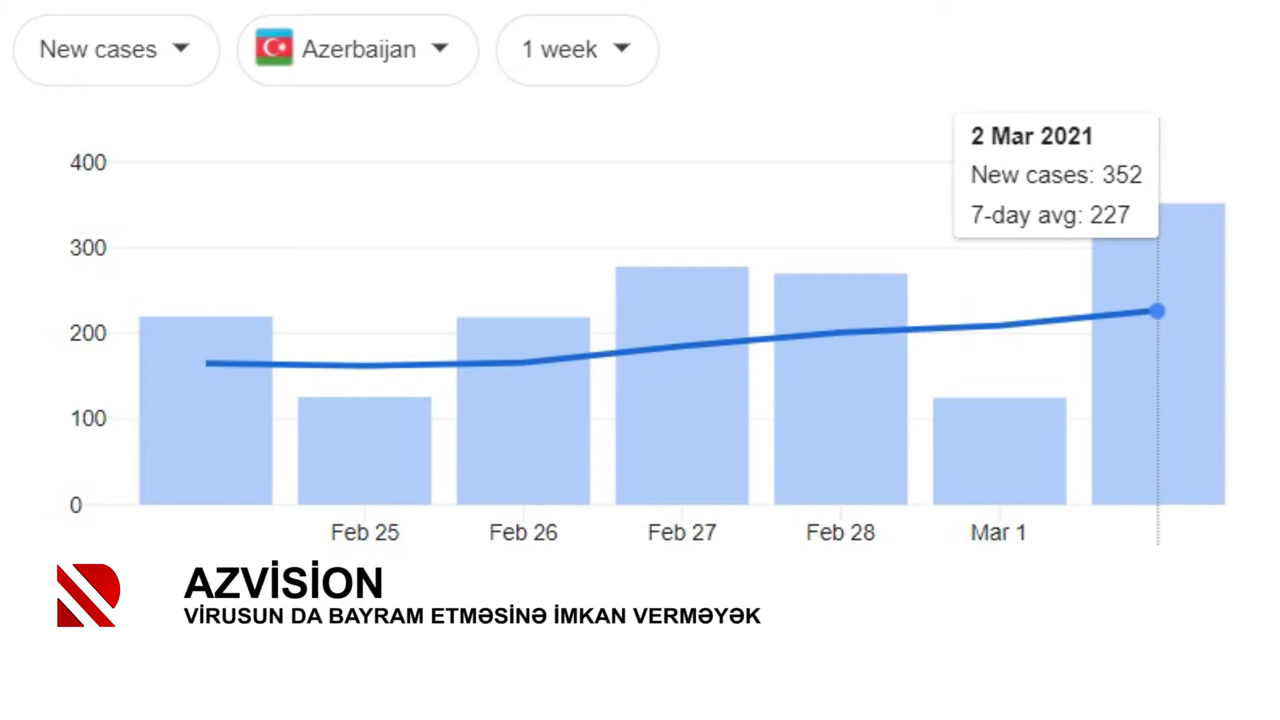 New cases Azerbaijan 1 week
2 Mar 2021
New cases: 352
7-day avg: 227
400
300
200
100
0
Feb 25 Feb 26 Feb 27 Feb 28 Mar 1
AZVİSİON
VİRUSUN DA BAYRAM ETMƏSİNƏ İMKAN VERMƏYƏK